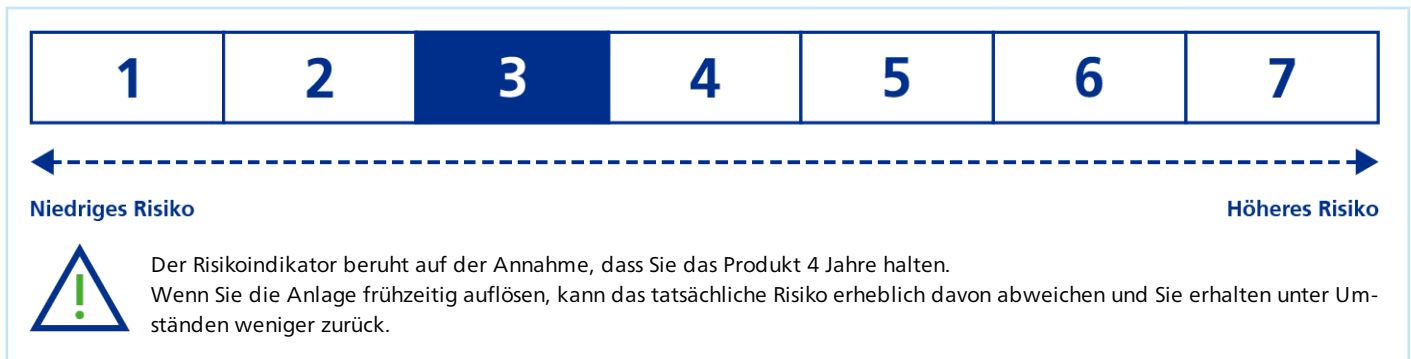 1 2 3 4 5 6 7
Niedriges Risiko Höheres Risiko
!
Der Risikoindikator beruht auf der Annahme, dass Sie das Produkt 4 Jahre halten.
Wenn Sie die Anlage frühzeitig auflösen, kann das tatsächliche Risiko erheblich davon abweichen und Sie erhalten unter Um-
ständen weniger zurück.